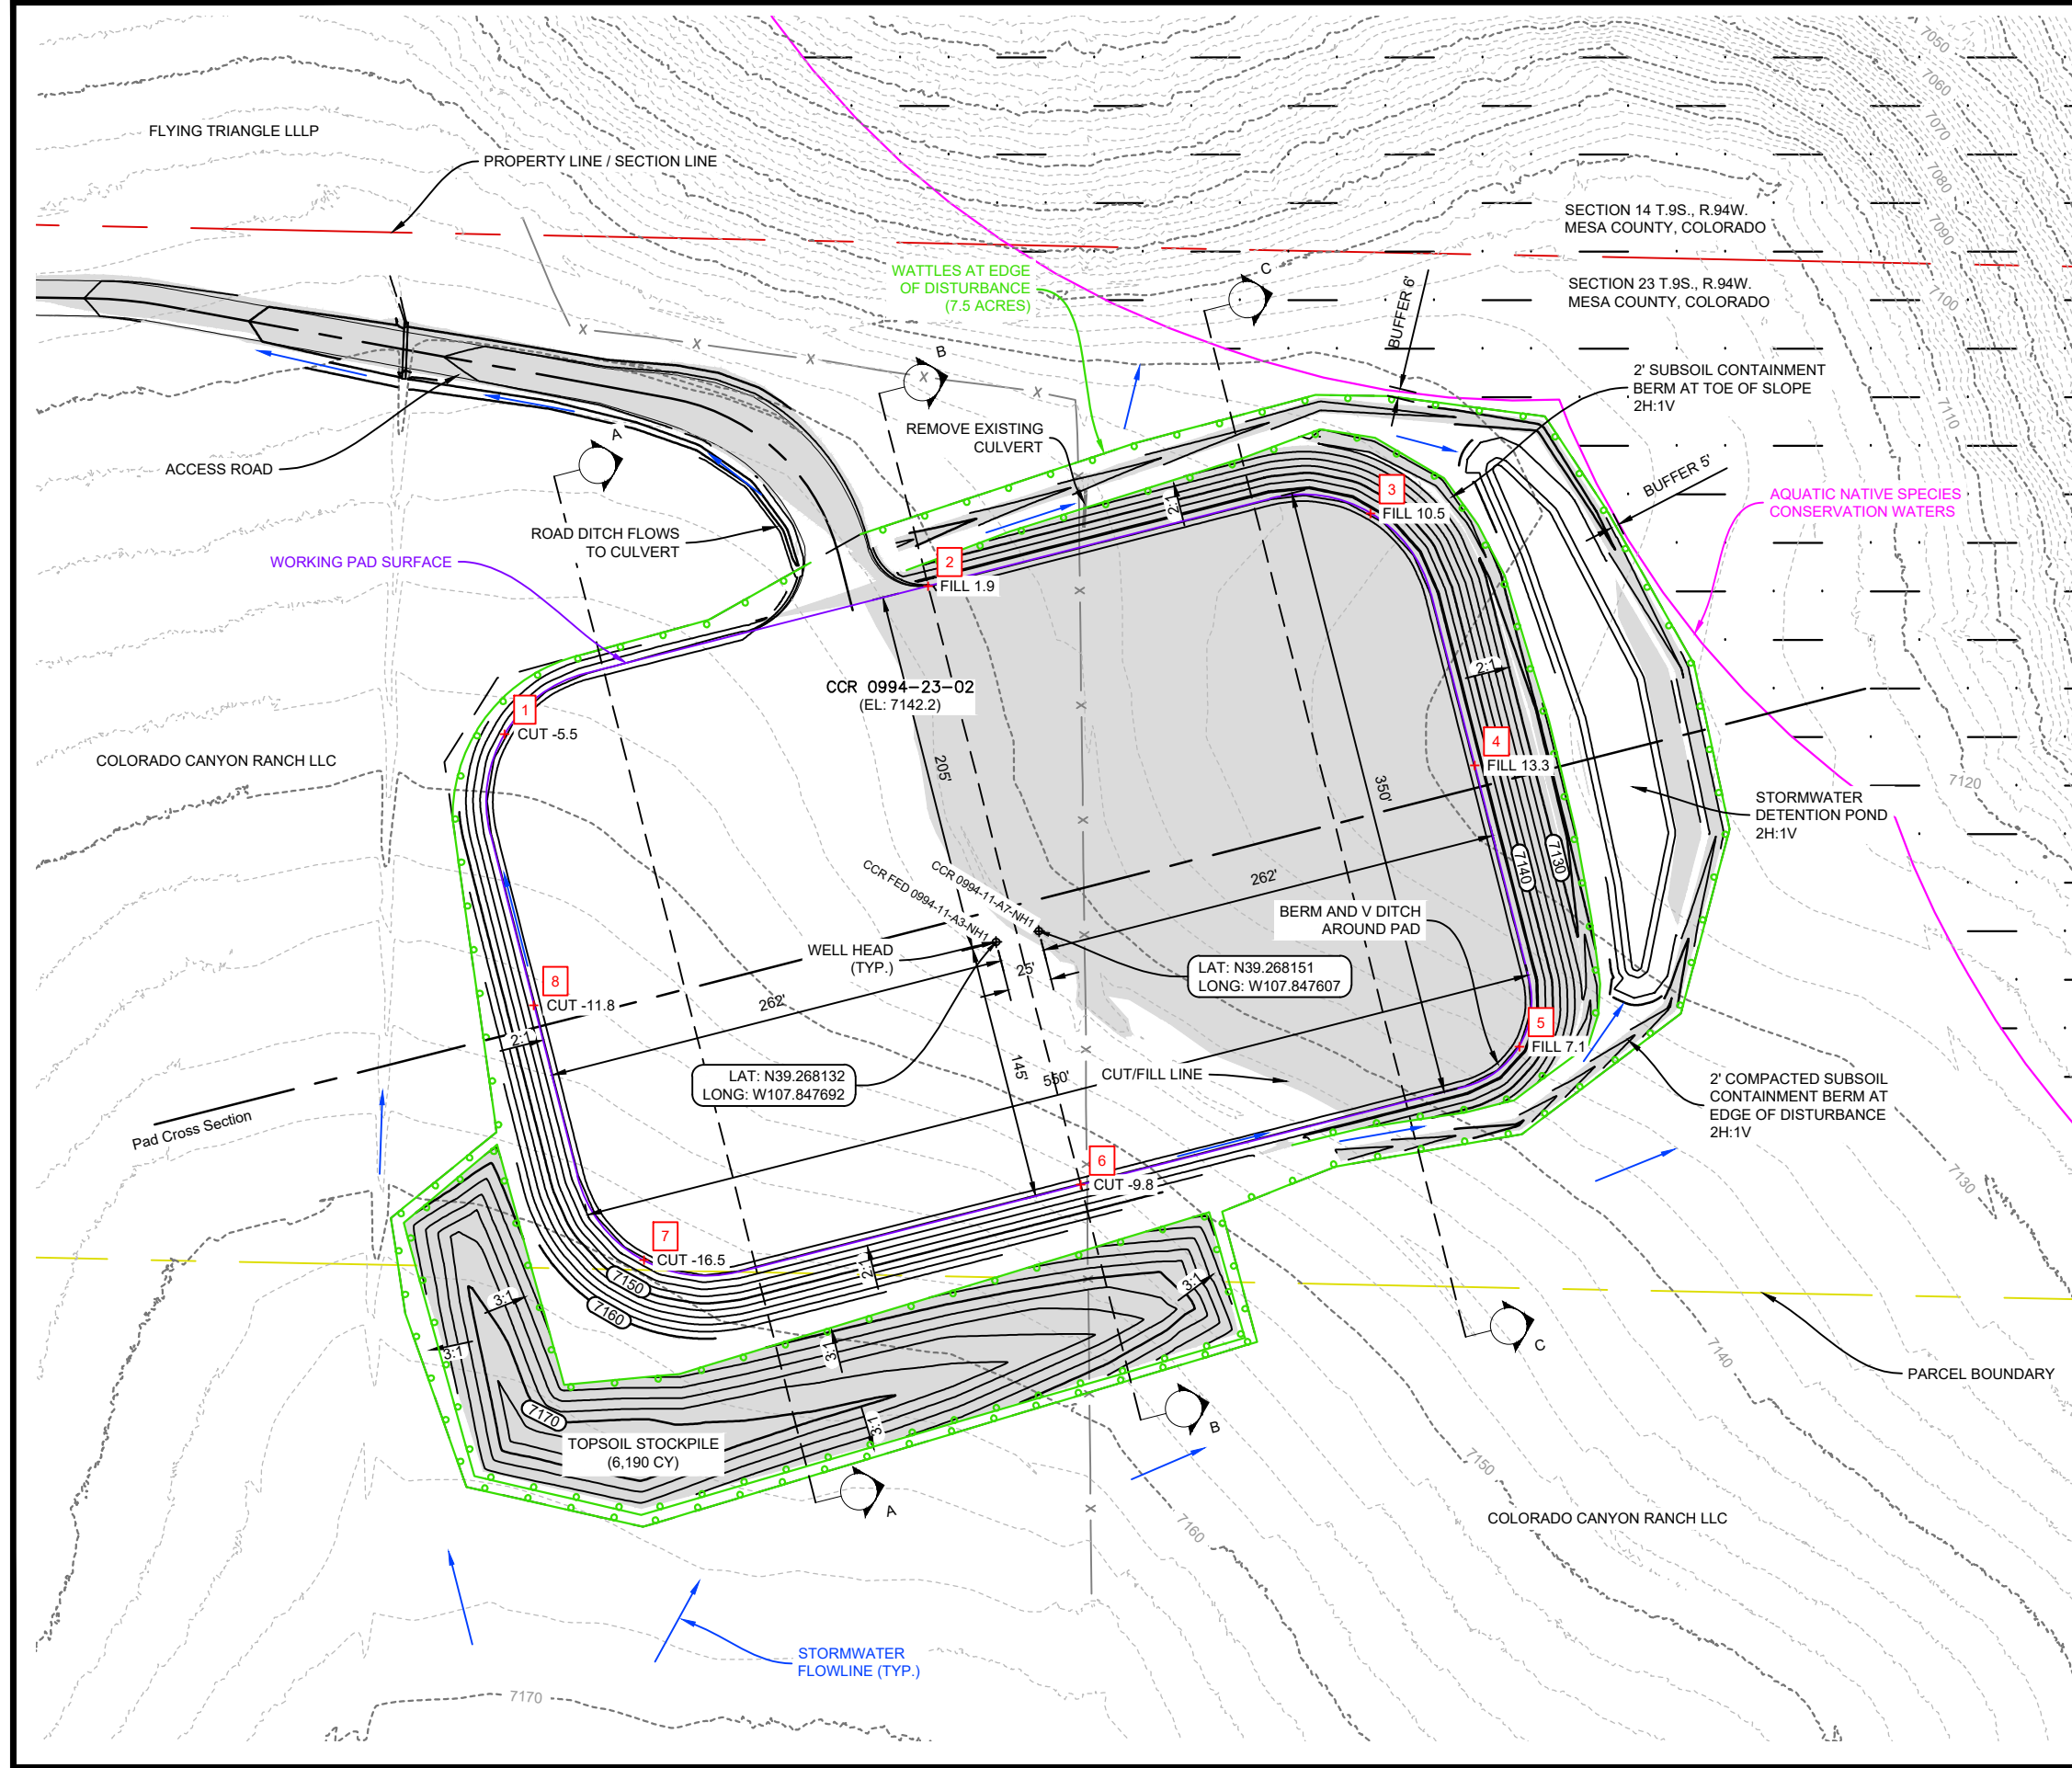 7050
7060
7070
7080
7090
7100
7110
7120
7130
7140
7150
7160
7170
FLYING TRIANGLE LLLP
PROPERTY LINE / SECTION LINE
SECTION 14 T.9S., R.94W.
MESA COUNTY, COLORADO
SECTION 23 T.9S., R.94W.
MESA COUNTY, COLORADO
WATTLES AT EDGE
OF DISTURBANCE
(7.5 ACRES)
C
BUFFER 6'
B
A
X
X
X
X
X
2' SUBSOIL CONTAINMENT
BERM AT TOE OF SLOPE
2H:1V
REMOVE EXISTING
CULVERT
ACCESS ROAD
BUFFER 5'
AQUATIC NATIVE SPECIES
CONSERVATION WATERS
ROAD DITCH FLOWS
TO CULVERT
WORKING PAD SURFACE
X
2:1
3
FILL 10.5
2
FILL 1.9
X
2:1
CCR 0994-23-02
(EL: 7142.2)
1
CUT -5.5
X
4
FILL 13.3
COLORADO CANYON RANCH LLC
205'
350'
STORMWATER
DETENTION POND
2H:1V
X
7140
7130
CCR FED 0994-11-A3-NH1
CCR 0994-11-A7-NH1
262'
BERM AND V DITCH
AROUND PAD
X
WELL HEAD
(TYP.)
25'
LAT: N39.268151
LONG: W107.847607
8
CUT -11.8
262'
2:1
5
FILL 7.1
LAT: N39.268132
LONG: W107.847692
145'
550'
CUT/FILL LINE
2' COMPACTED SUBSOIL
CONTAINMENT BERM AT
EDGE OF DISTURBANCE
2H:1V
Pad Cross Section
X
6
CUT -9.8
7
CUT -16.5
7150
7160
2:1
X
3:1
3:1
3:1
3:1
3:1
C
PARCEL BOUNDARY
X
7170
TOPSOIL STOCKPILE
(6,190 CY)
B
A
X
COLORADO CANYON RANCH LLC
STORMWATER
FLOWLINE (TYP.)